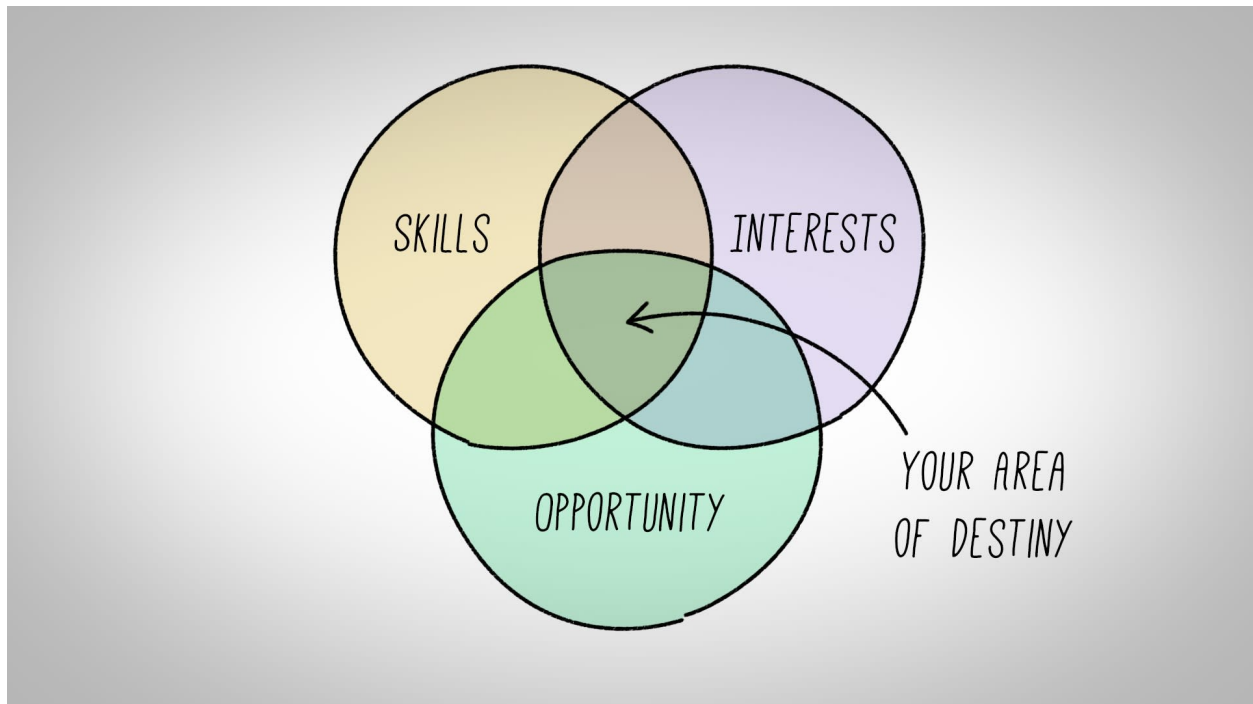 SKILLS
INTERESTS
OPPORTUNITY
YOUR AREA
OF DESTINY